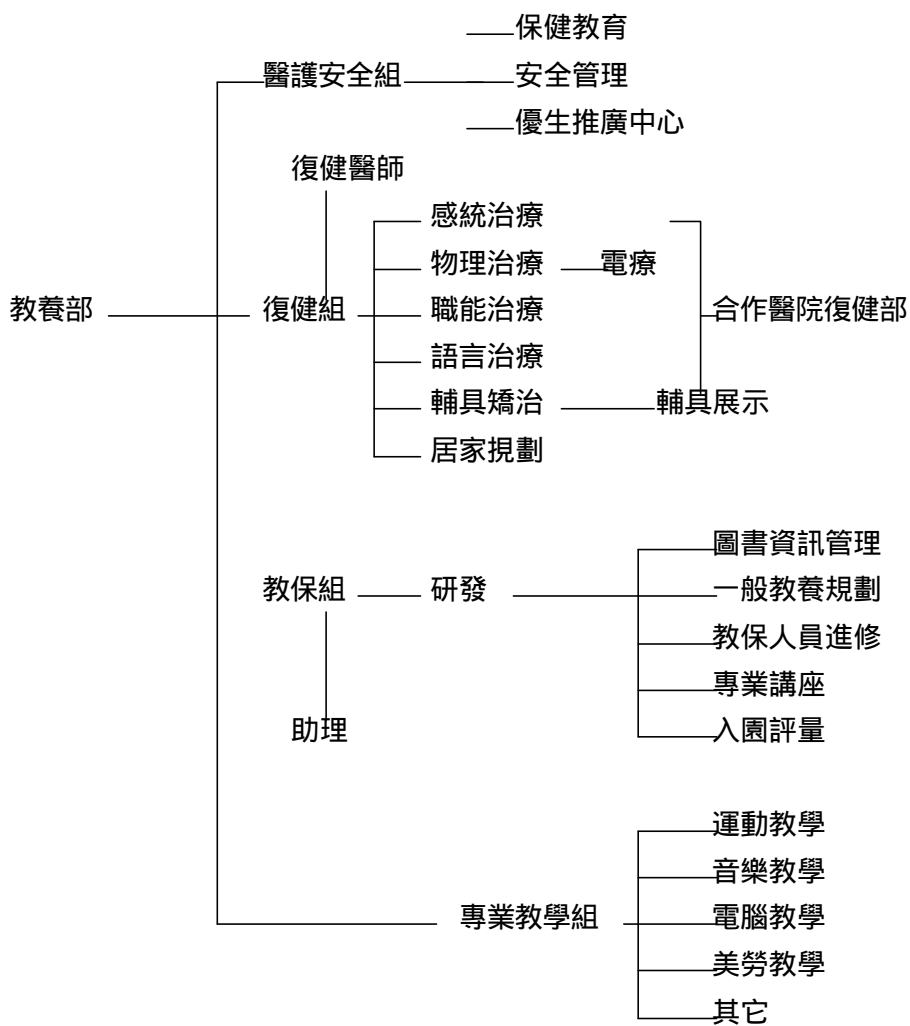 保健教育
醫護安全組 安全管理
優生推廣中心
復健醫師
感統治療
物理治療 電療
教養部 復健組 職能治療 合作醫院復健部
語言治療
輔具矯治 輔具展示
居家挸劃
圖書資訊管理
教保組 研發 一般教養規劃
教保人員進修
專業講座
助理 入園評量
運動教學
音樂教學
專業教學組 電腦教學
美勞教學
其它